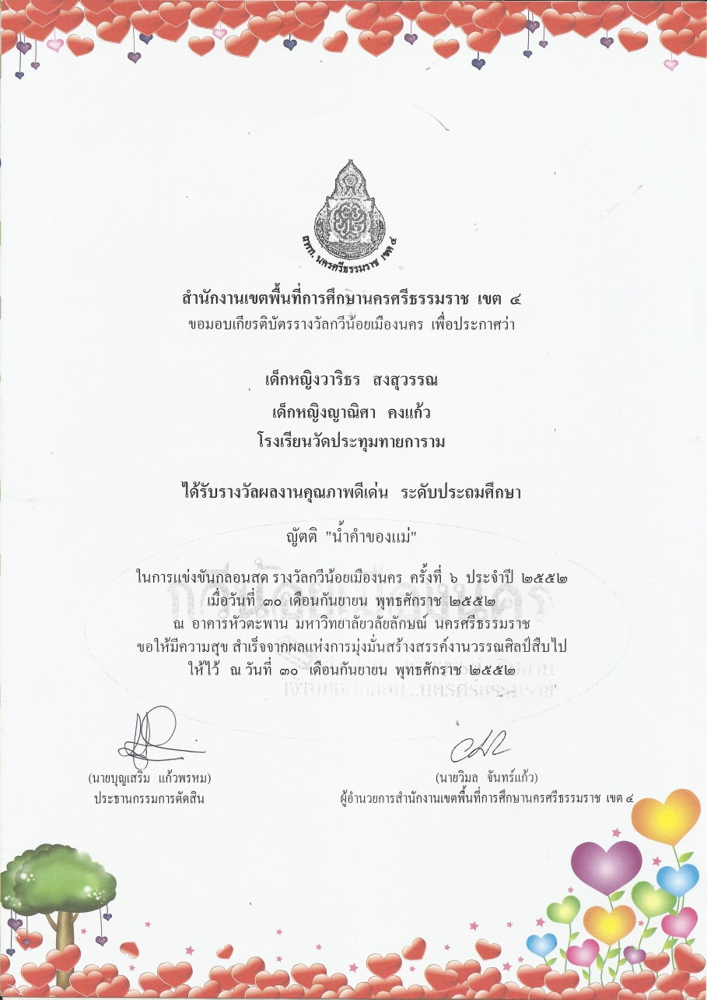 สพท. นครศรีธรรมราช เขต ๔
สำนักงานเขตพื้นที่การศึกษานครศรีธรรมราช เขต ๔
ขอมอบเกียรติบัตรรางวัลกวีน้อยเมืองนคร เพื่อประกาศว่า
เด็กหญิงวาริธร สงสุวรรณ
เด็กหญิงญาณิศา คงแก้ว
โรงเรียนวัดประทุมทายการาม
ได้รับรางวัลผลงานคุณภาพดีเด่น ระดับประถมศึกษา
ญัตติ "น้ำคำของแม่"
กวีน้อยเมืองนคร
ในการแข่งขันกลอนสด รางวัลกวีน้อยเมืองนคร ครั้งที่ ๖ ประจำปี ๒๕๕๒
เมื่อวันที่ ๓๐ เดือนกันยายน พุทธศักราช ๒๕๕๒
ณ อาคารหัวตะพาน มหาวิทยาลัยวลัยลักษณ์ นครศรีธรรมราช
ขอให้มีความสุข สำเร็จจากผลแห่งการมุ่งมั่นสร้างสรรค์งานวรรณศิลป์สืบไป
ให้ไว้ ณ วันที่ ๓๐ เดือนกันยายน พุทธศักราช ๒๕๕๒
(นายบุญเสริม แก้วพรหม)
ประธานกรรมการตัดสิน
(นายวิมล จันทร์แก้ว)
ผู้อำนวยการสำนักงานเขตพื้นที่การศึกษานครศรีธรรมราช เขต ๔